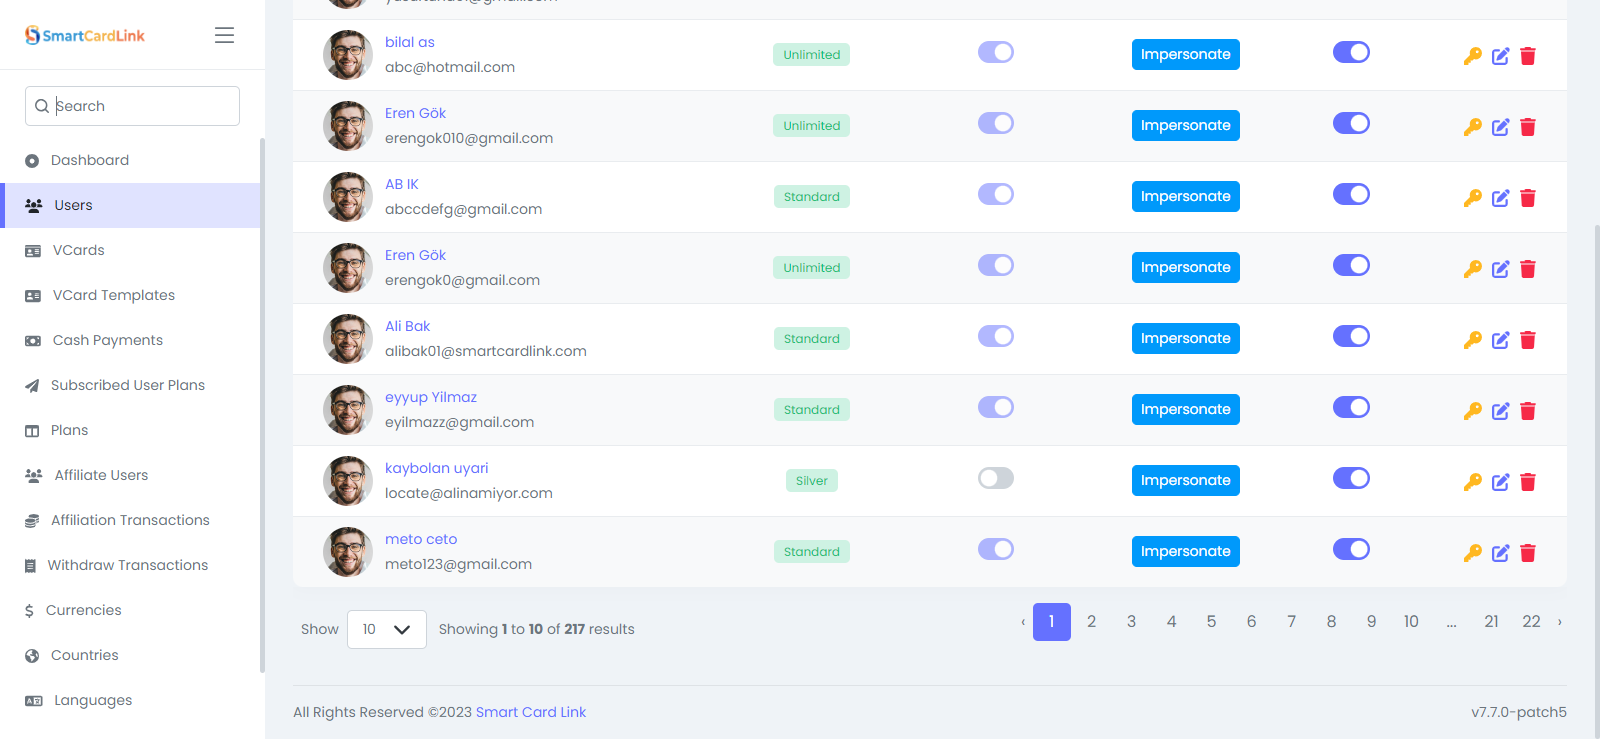 SmartCardLink
Search
Dashboard
Users
VCards
VCard Templates
Cash Payments
Subscribed User Plans
Plans
Affiliate Users
Affiliation Transactions
Withdraw Transactions
$ Currencies
Countries
Languages
bilal as
abc@hotmail.com
Unlimited
Impersonate
Eren Gök
erengok010@gmail.com
Unlimited
Impersonate
AB IK
abccdefg@gmail.com
Standard
Impersonate
Eren Gök
erengok0@gmail.com
Unlimited
Impersonate
Ali Bak
alibak01@smartcardlink.com
Standard
Impersonate
eyyup Yilmaz
eyilmazz@gmail.com
Standard
Impersonate
kaybolan uyari
locate@alinamiyor.com
Silver
Impersonate
meto ceto
meto123@gmail.com
Standard
Impersonate
Show 10 Showing 1 to 10 of 217 results
‹ 1 2 3 4 5 6 7 8 9 10 ... 21 22 ›
All Rights Reserved ©2023 Smart Card Link
v7.7.0-patch5